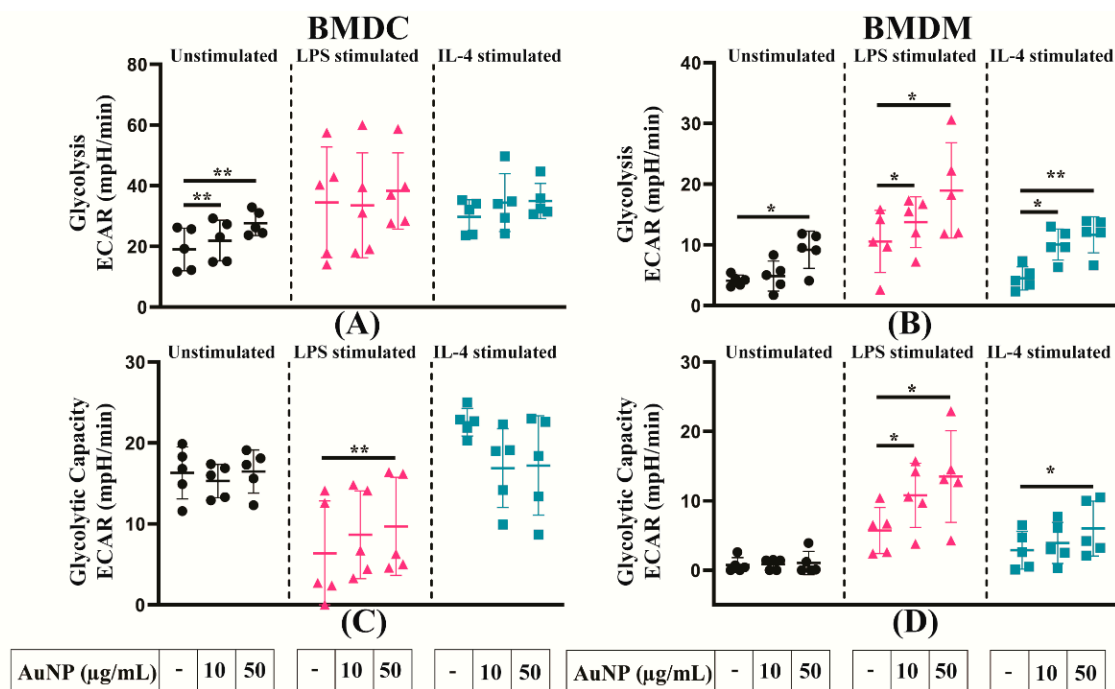 BMDC
BMDM
Unstimulated LPS stimulated IL-4 stimulated
Glycolysis
ECAR (mpH/min)
80
60
40
20
0
**
**
(A)
Unstimulated LPS stimulated IL-4 stimulated
Glycolysis
ECAR (mpH/min)
40
30
20
10
0
*
*
*
*
**
(B)
Unstimulated LPS stimulated IL-4 stimulated
Glycolytic Capacity
ECAR (mpH/min)
30
20
10
0
**
(C)
Unstimulated LPS stimulated IL-4 stimulated
Glycolytic Capacity
ECAR (mpH/min)
30
20
10
0
*
*
*
(D)
AuNP (µg/mL) - 10 50 - 10 50 - 10 50
AuNP (µg/mL) - 10 50 - 10 50 - 10 50